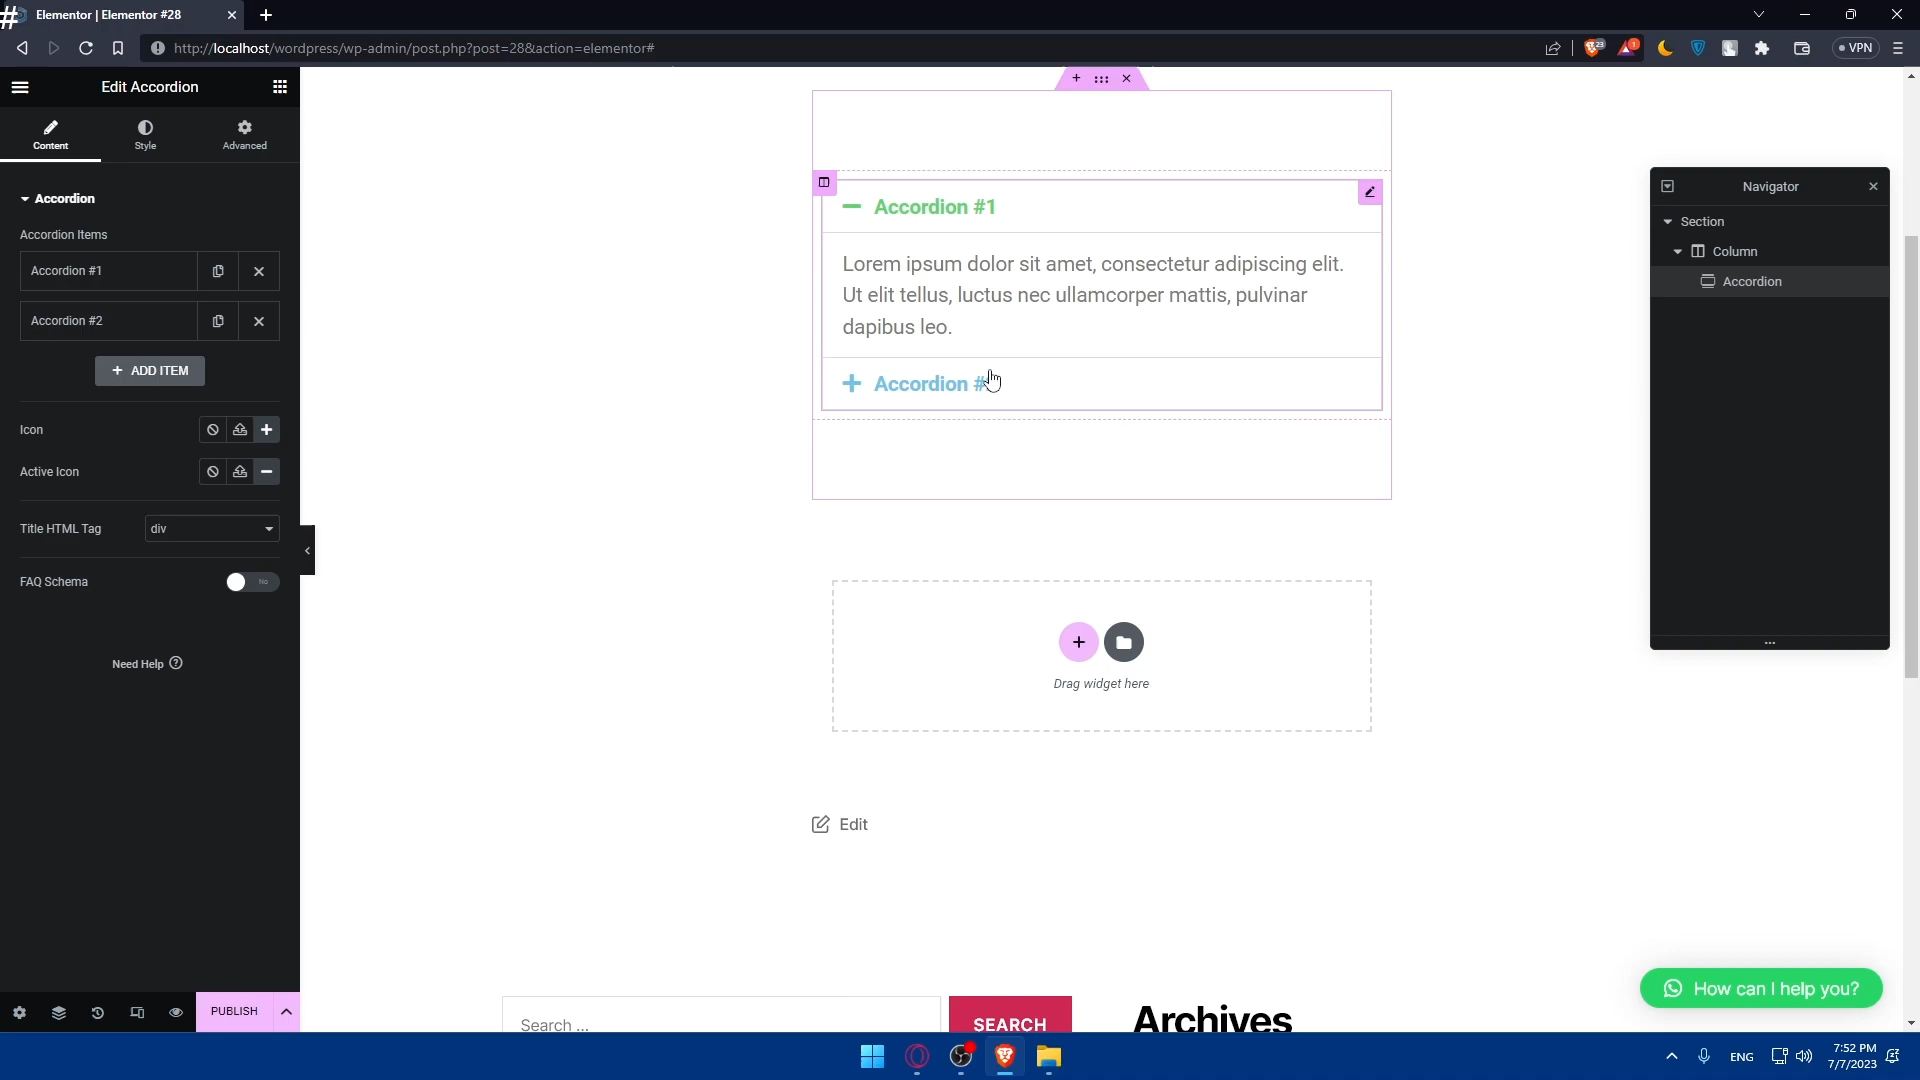 Elementor | Elementor #28
http://localhost/wordpress/wp-admin/post.php?post=28&action=elementor#
23
1
VPN
Edit Accordion
Content
Style
Advanced
Accordion
Accordion Items
Accordion #1
Accordion #2
ADD ITEM
Icon
Active Icon
Title HTML Tag
div
FAQ Schema
No
Need Help
PUBLISH
Accordion #1
Lorem ipsum dolor sit amet, consectetur adipiscing elit.
Ut elit tellus, luctus nec ullamcorper mattis, pulvinar
dapibus leo.
Accordion #
Drag widget here
Edit
Search ...
SEARCH
Archives
Navigator
Section
Column
Accordion
How can I help you?
ENG
7:52 PM
7/7/2023